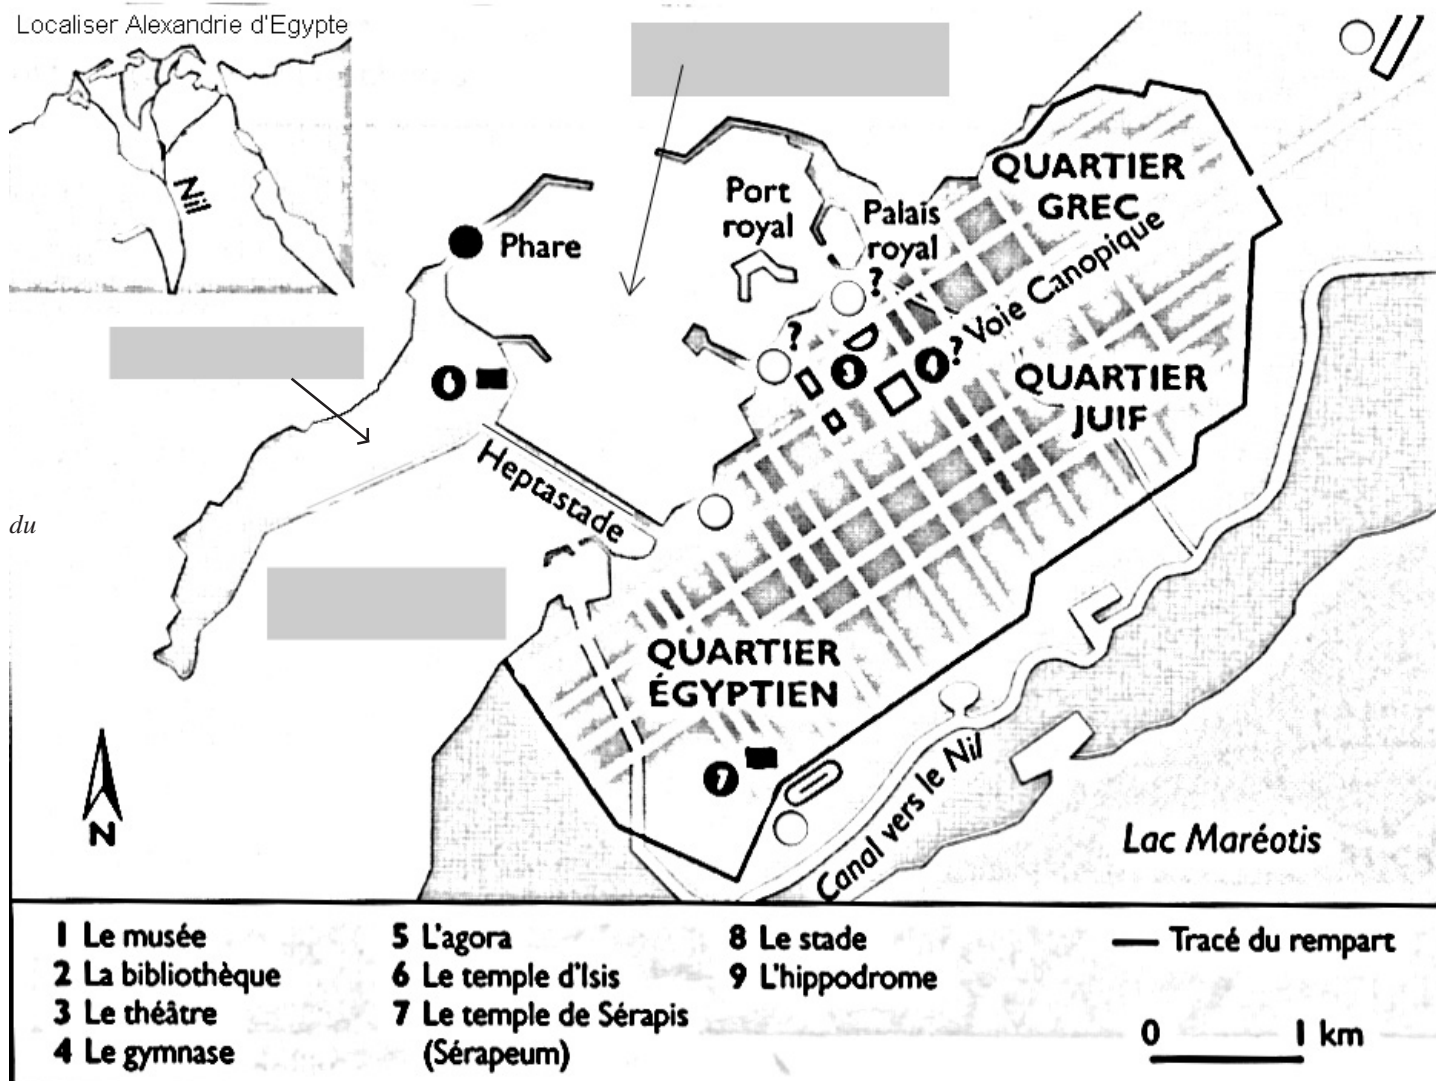 Localiser Alexandrie d'Egypte
Nil
Phare
Port
royal
Palais
royal
?
?
?
QUARTIER
GREC
Voie Canopique
3
QUARTIER
JUIF
Heptastade
du
QUARTIER
ÉGYPTIEN
7
Canal vers le Nil
Lac Maréotis
N
1 Le musée
2 La bibliothèque
3 Le théâtre
4 Le gymnase
5 L'agora
6 Le temple d'Isis
7 Le temple de Sérapis
(Sérapeum)
8 Le stade
9 L'hippodrome
Tracé du rempart
0 1 km